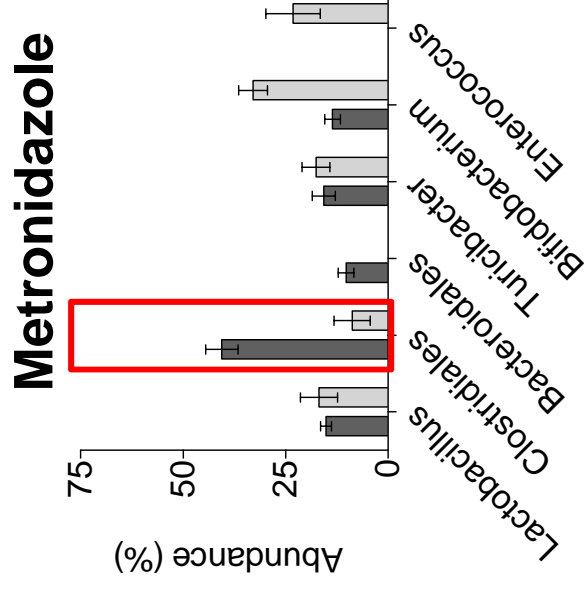 Metronidazole
Abundance (%)
75
50
25
0
Lactobacillus
Clostridiales
Bacteroidales
Turicibacter
Bifidobacterium
Enterococcus